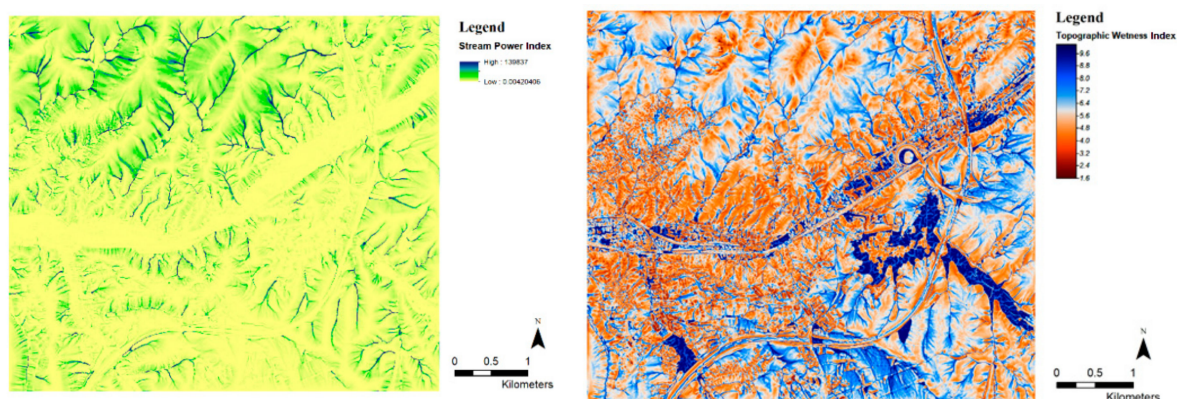 Legend
Stream Power Index
High : 139837
Low : 0.00420406
N
0 0.5 1
Kilometers
Legend
Topographic Wetness Index
9.6
8.8
8.0
7.2
6.4
5.6
4.8
4.0
3.2
2.4
1.6
N
0 0.5 1
Kilometers